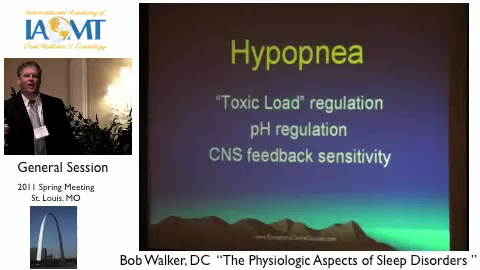 International Academy of
IAOMT
Oral Medicine & Toxicology
General Session
2011 Spring Meeting
St. Louis, MO
Hypopnea
"Toxic Load" regulation
pH regulation
CNS feedback sensitivity
Bob Walker, DC "The Physiologic Aspects of Sleep Disorders "